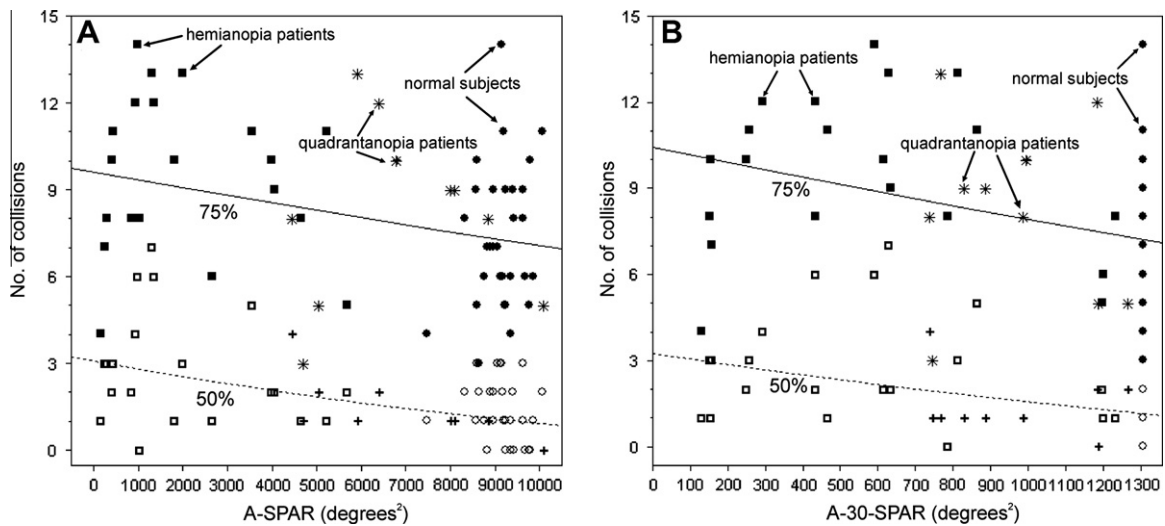 A
B
hemianopia patients
normal subjects
quadrantanopia patients
75%
50%
No. of collisions
15
12
9
6
3
0
0 1000 2000 3000 4000 5000 6000 7000 8000 9000 10000
A-SPAR (degrees²)
hemianopia patients
normal subjects
quadrantanopia patients
75%
50%
No. of collisions
15
12
9
6
3
0
0 100 200 300 400 500 600 700 800 900 1000 1100 1200 1300
A-30-SPAR (degrees²)